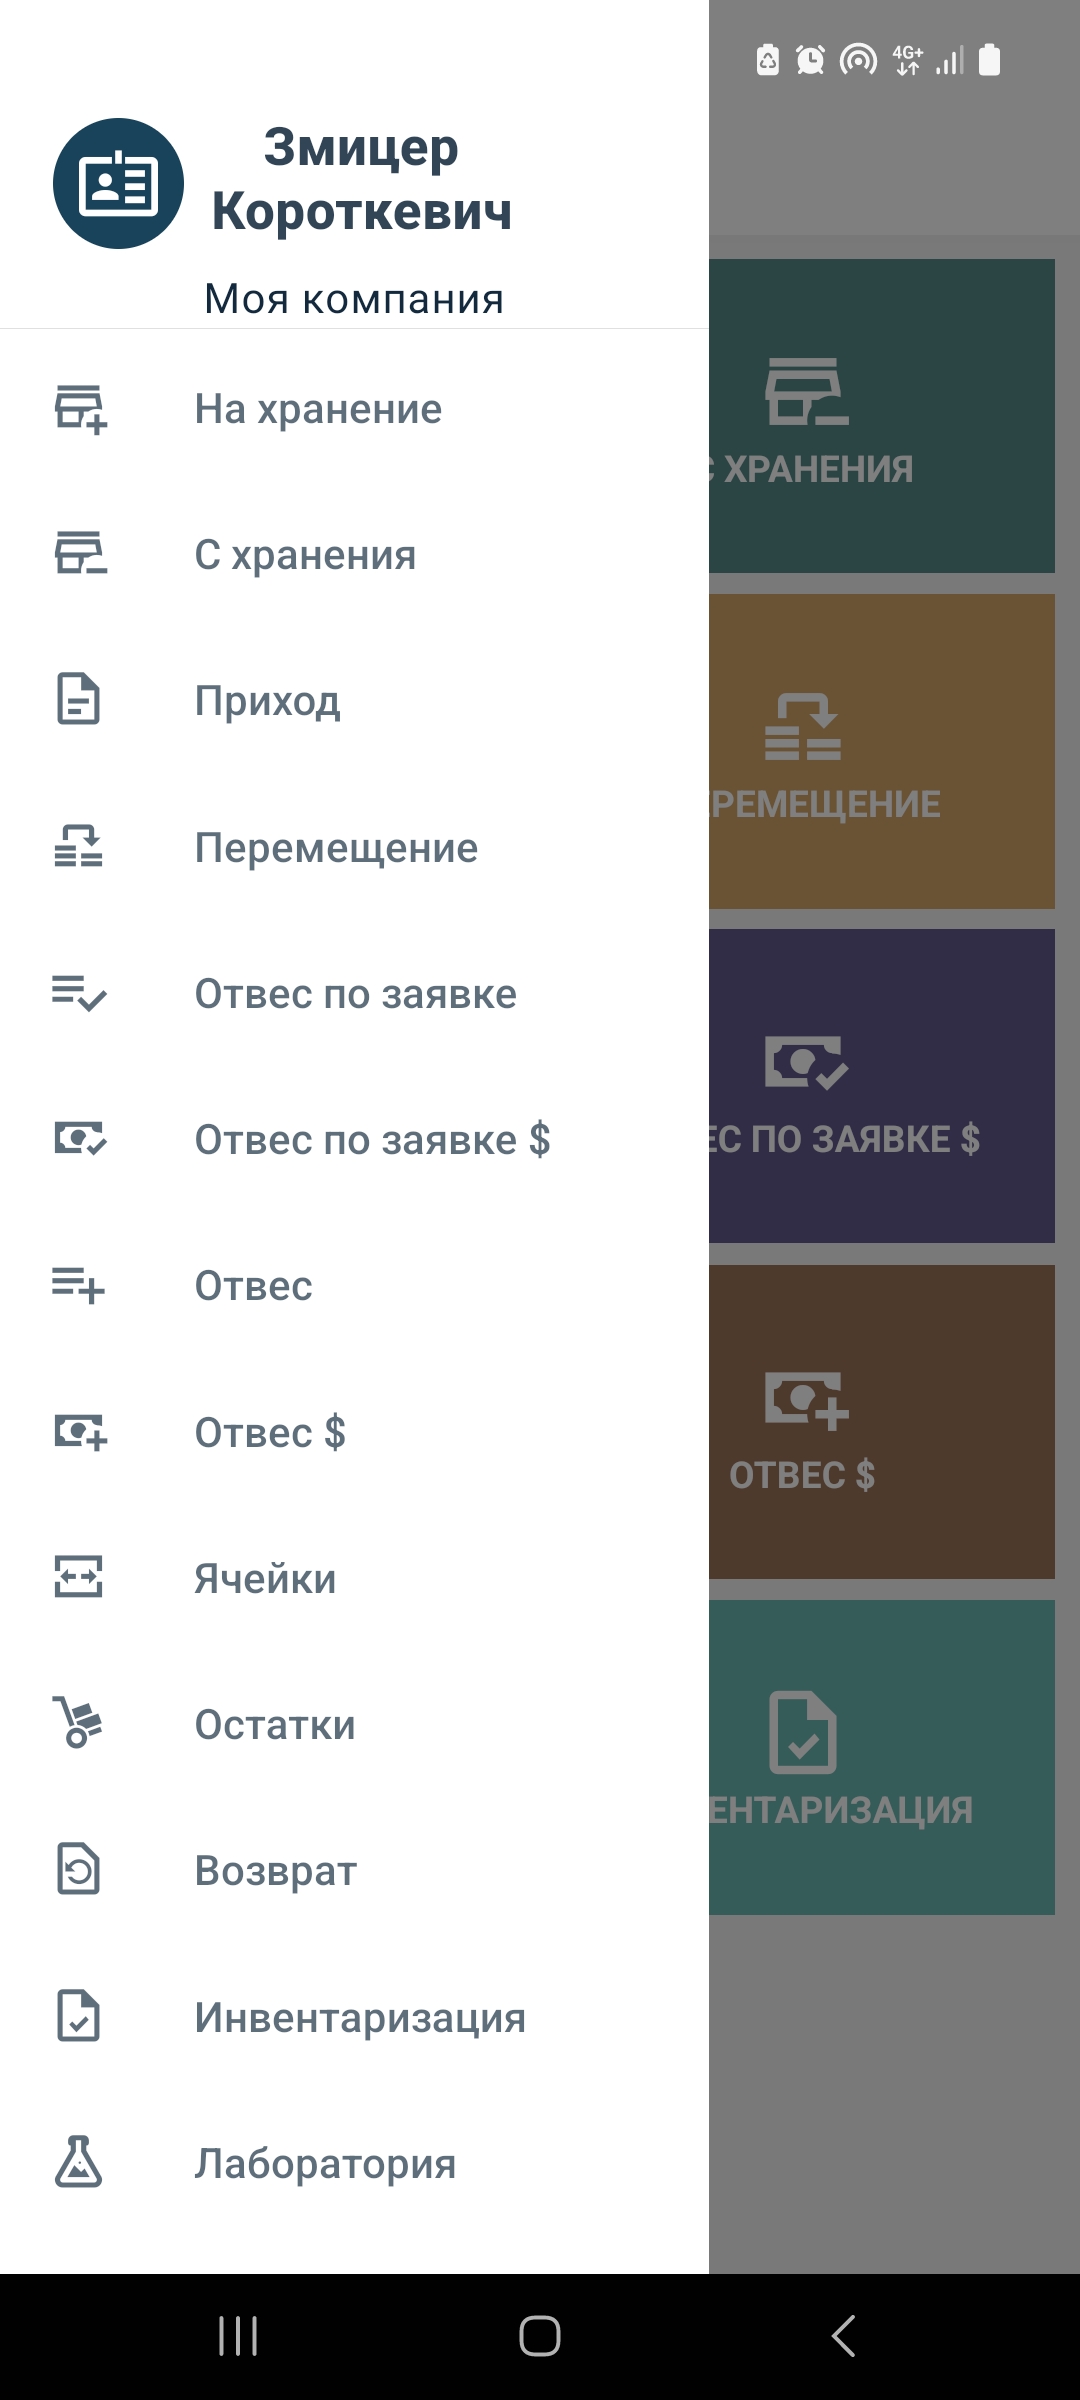 4G+
Змицер
Короткевич
Моя компания
На хранение
С хранения
Приход
Перемещение
Отвес по заявке
Отвес по заявке $
Отвес
Отвес $
Ячейки
Остатки
Возврат
Инвентаризация
Лаборатория
С ХРАНЕНИЯ
РЕМЕЩЕНИЕ
ЕС ПО ЗАЯВКЕ $
ОТВЕС $
ЕНТАРИЗАЦИЯ